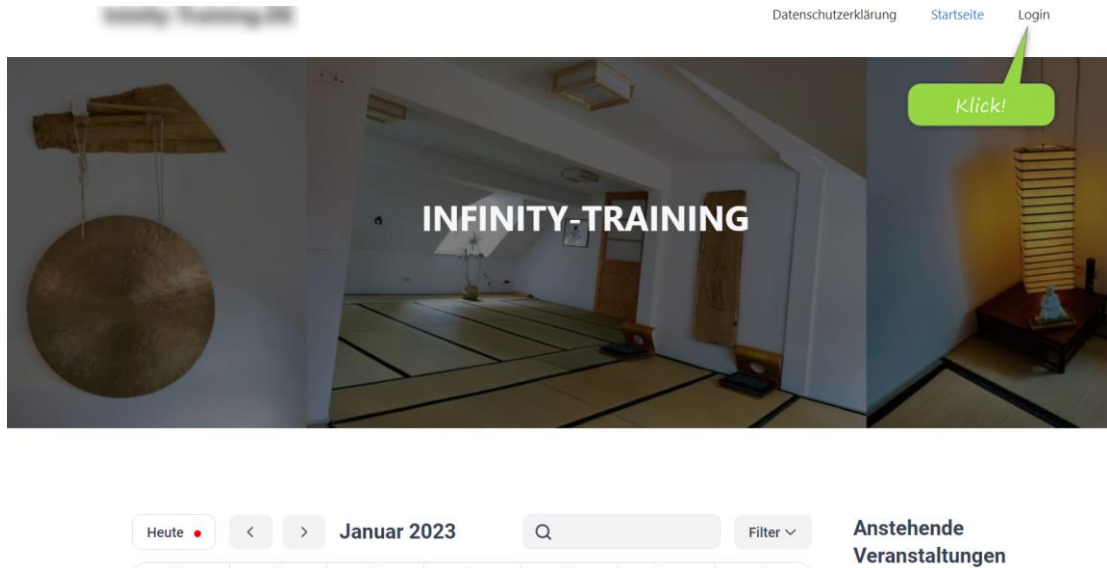 Datenschutzerklärung Startseite Login
Klick!
INFINITY-TRAINING
Heute Januar 2023 Filter Anstehende
Veranstaltungen